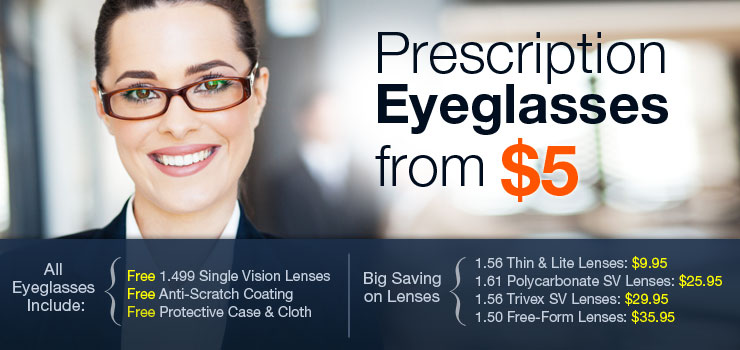 Prescription
Eyeglasses
from $5
All
Eyeglasses
Include:
Free 1.499 Single Vision Lenses
Free Anti-Scratch Coating
Free Protective Case & Cloth
Big Saving
on Lenses
1.56 Thin & Lite Lenses: $9.95
1.61 Polycarbonate SV Lenses: $25.95
1.56 Trivex SV Lenses: $29.95
1.50 Free-Form Lenses: $35.95